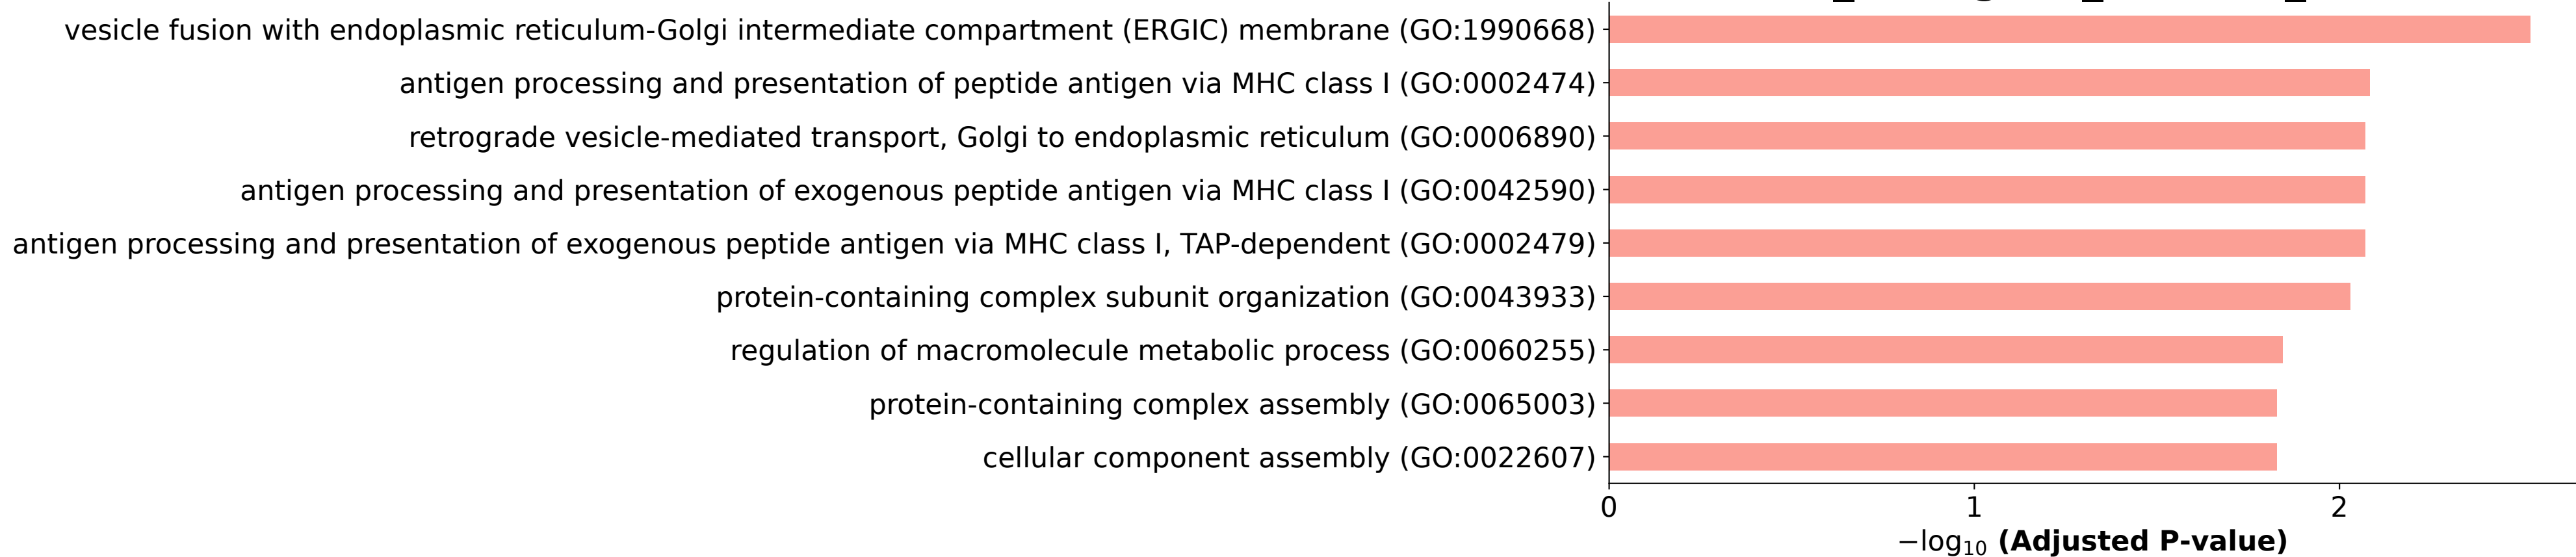 vesicle fusion with endoplasmic reticulum-Golgi intermediate compartment (ERGIC) membrane (GO:1990668)
antigen processing and presentation of peptide antigen via MHC class I (GO:0002474)
retrograde vesicle-mediated transport, Golgi to endoplasmic reticulum (GO:0006890)
antigen processing and presentation of exogenous peptide antigen via MHC class I (GO:0042590)
antigen processing and presentation of exogenous peptide antigen via MHC class I, TAP-dependent (GO:0002479)
protein-containing complex subunit organization (GO:0043933)
regulation of macromolecule metabolic process (GO:0060255)
protein-containing complex assembly (GO:0065003)
cellular component assembly (GO:0022607)
0 1 2
−log₁₀ (Adjusted P-value)